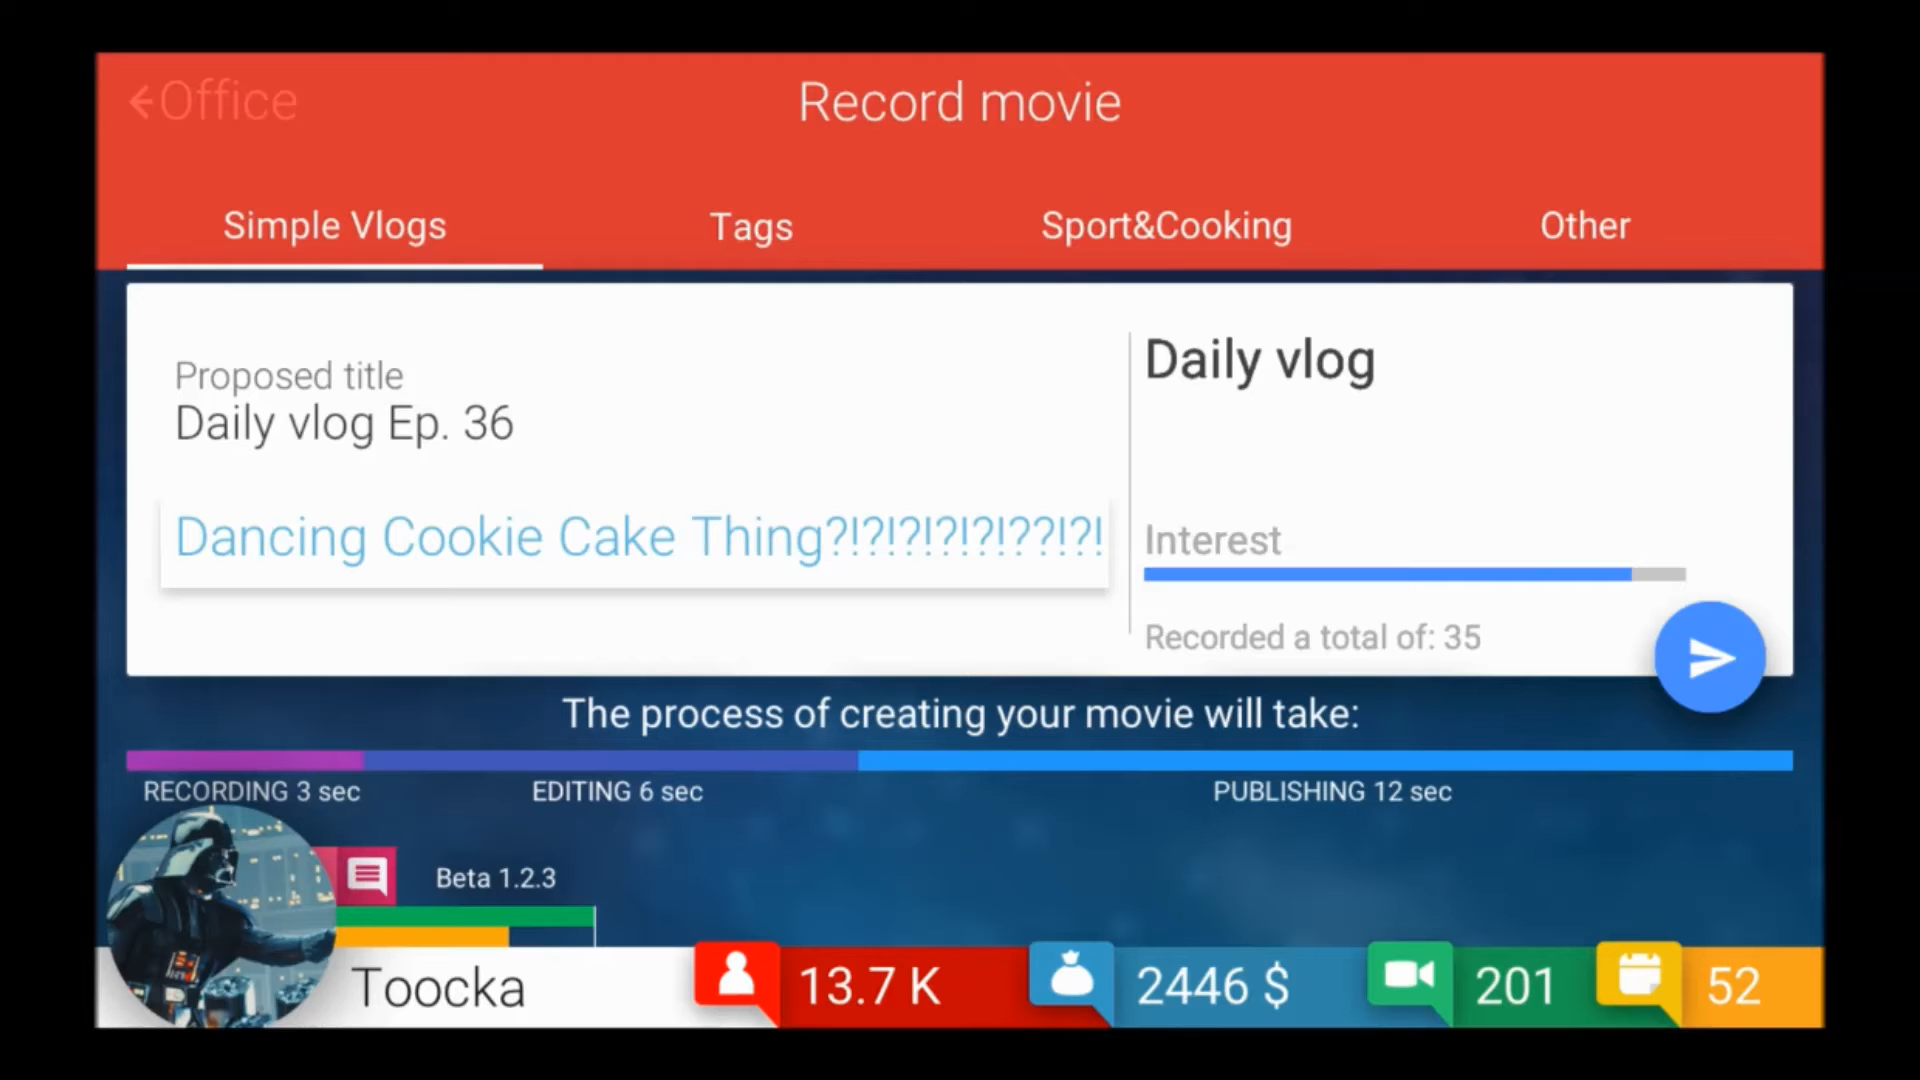 Office
Record movie
Simple Vlogs
Tags
Sport&Cooking
Other
Proposed title
Daily vlog Ep. 36
Dancing Cookie Cake Thing?!?!?!?!?!??!?!
Daily vlog
Interest
Recorded a total of: 35
The process of creating your movie will take:
RECORDING 3 sec
EDITING 6 sec
PUBLISHING 12 sec
Beta 1.2.3
Toocka
13.7 K
2446 $
201
52